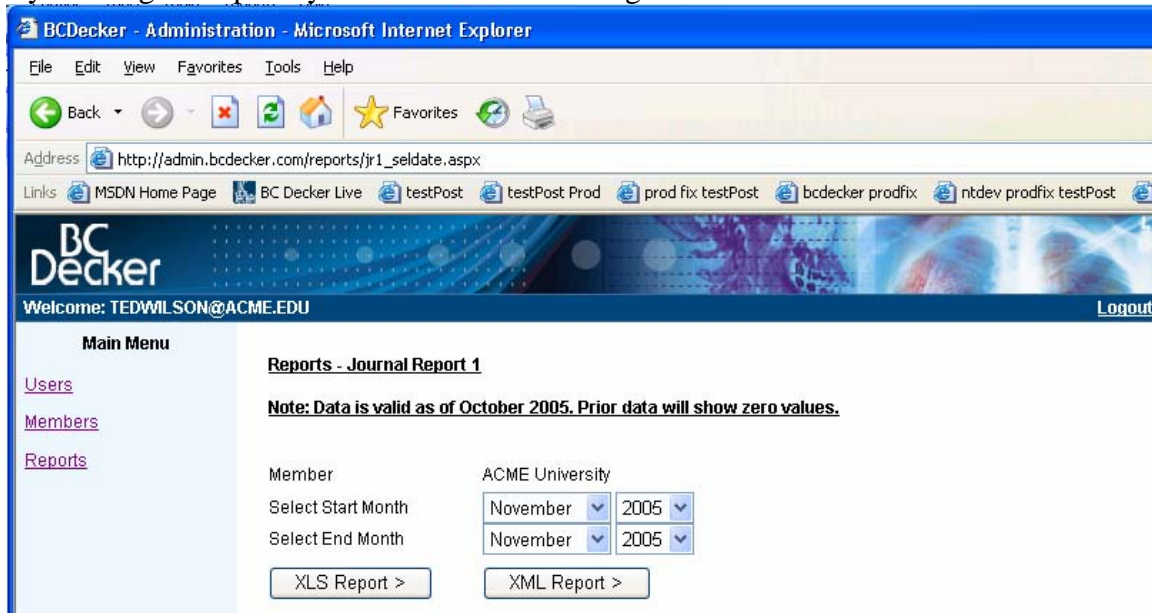 BCDecker - Administration - Microsoft Internet Explorer
File Edit View Favorites Tools Help
Back Favorites
Address http://admin.bcdecker.com/reports/jr1_seldate.aspx
Links MSDN Home Page BC Decker Live testPost testPost Prod prod fix testPost bcdecker prodfix ntdev prodfix testPost
BC
Decker
Welcome: TEDWILSON@ACME.EDU Logout
Main Menu
Users
Members
Reports
Reports - Journal Report 1
Note: Data is valid as of October 2005. Prior data will show zero values.
Member ACME University
Select Start Month November 2005
Select End Month November 2005
XLS Report > XML Report >